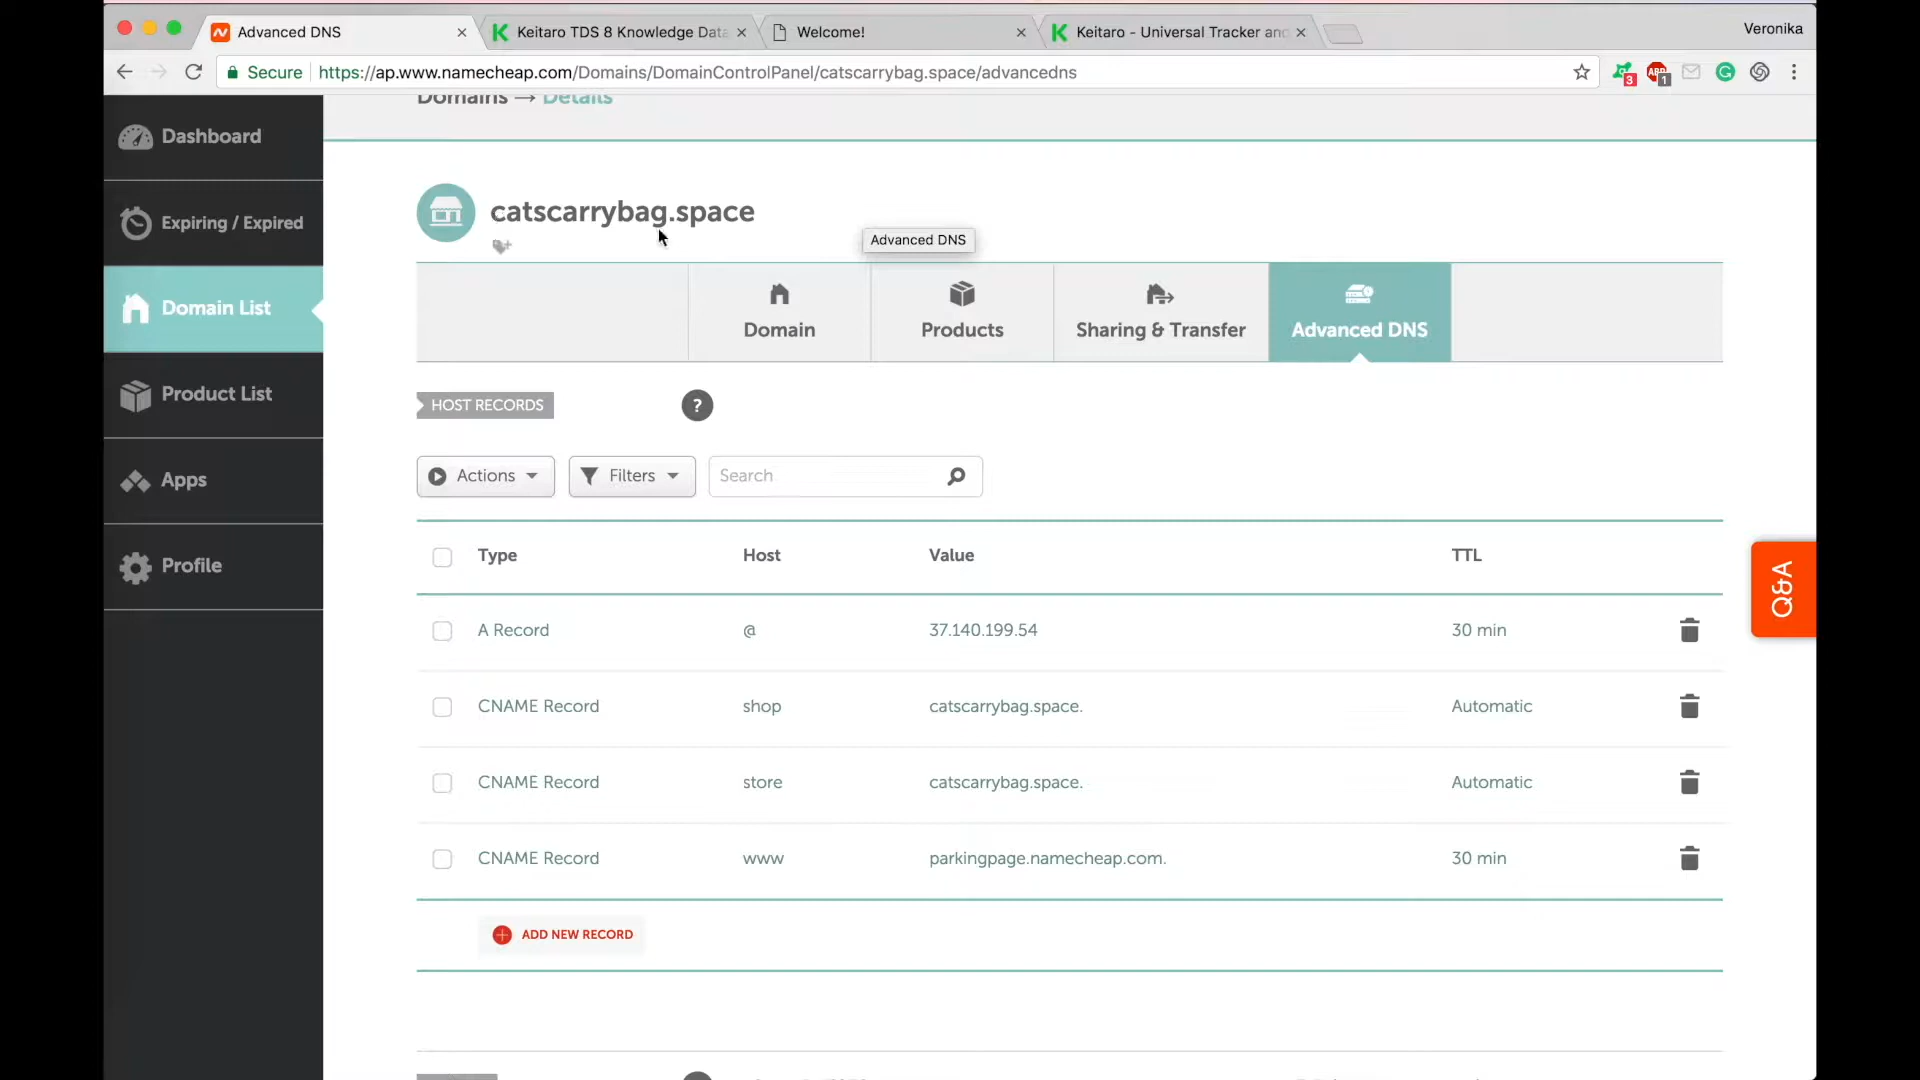 Advanced DNS
Keitaro TDS 8 Knowledge Data
Welcome!
Keitaro - Universal Tracker and
Veronika
Secure
https://ap.www.namecheap.com/Domains/DomainControlPanel/catscarrybag.space/advancedns
3
ABP
1
Domains → Details
Dashboard
Expiring / Expired
Domain List
Product List
Apps
Profile
catscarrybag.space
Advanced DNS
Domain
Products
Sharing & Transfer
Advanced DNS
HOST RECORDS
?
Actions
Filters
Search
Type Host Value TTL
A Record @ 37.140.199.54 30 min
CNAME Record shop catscarrybag.space. Automatic
CNAME Record store catscarrybag.space. Automatic
CNAME Record www parkingpage.namecheap.com. 30 min
ADD NEW RECORD
Q&A